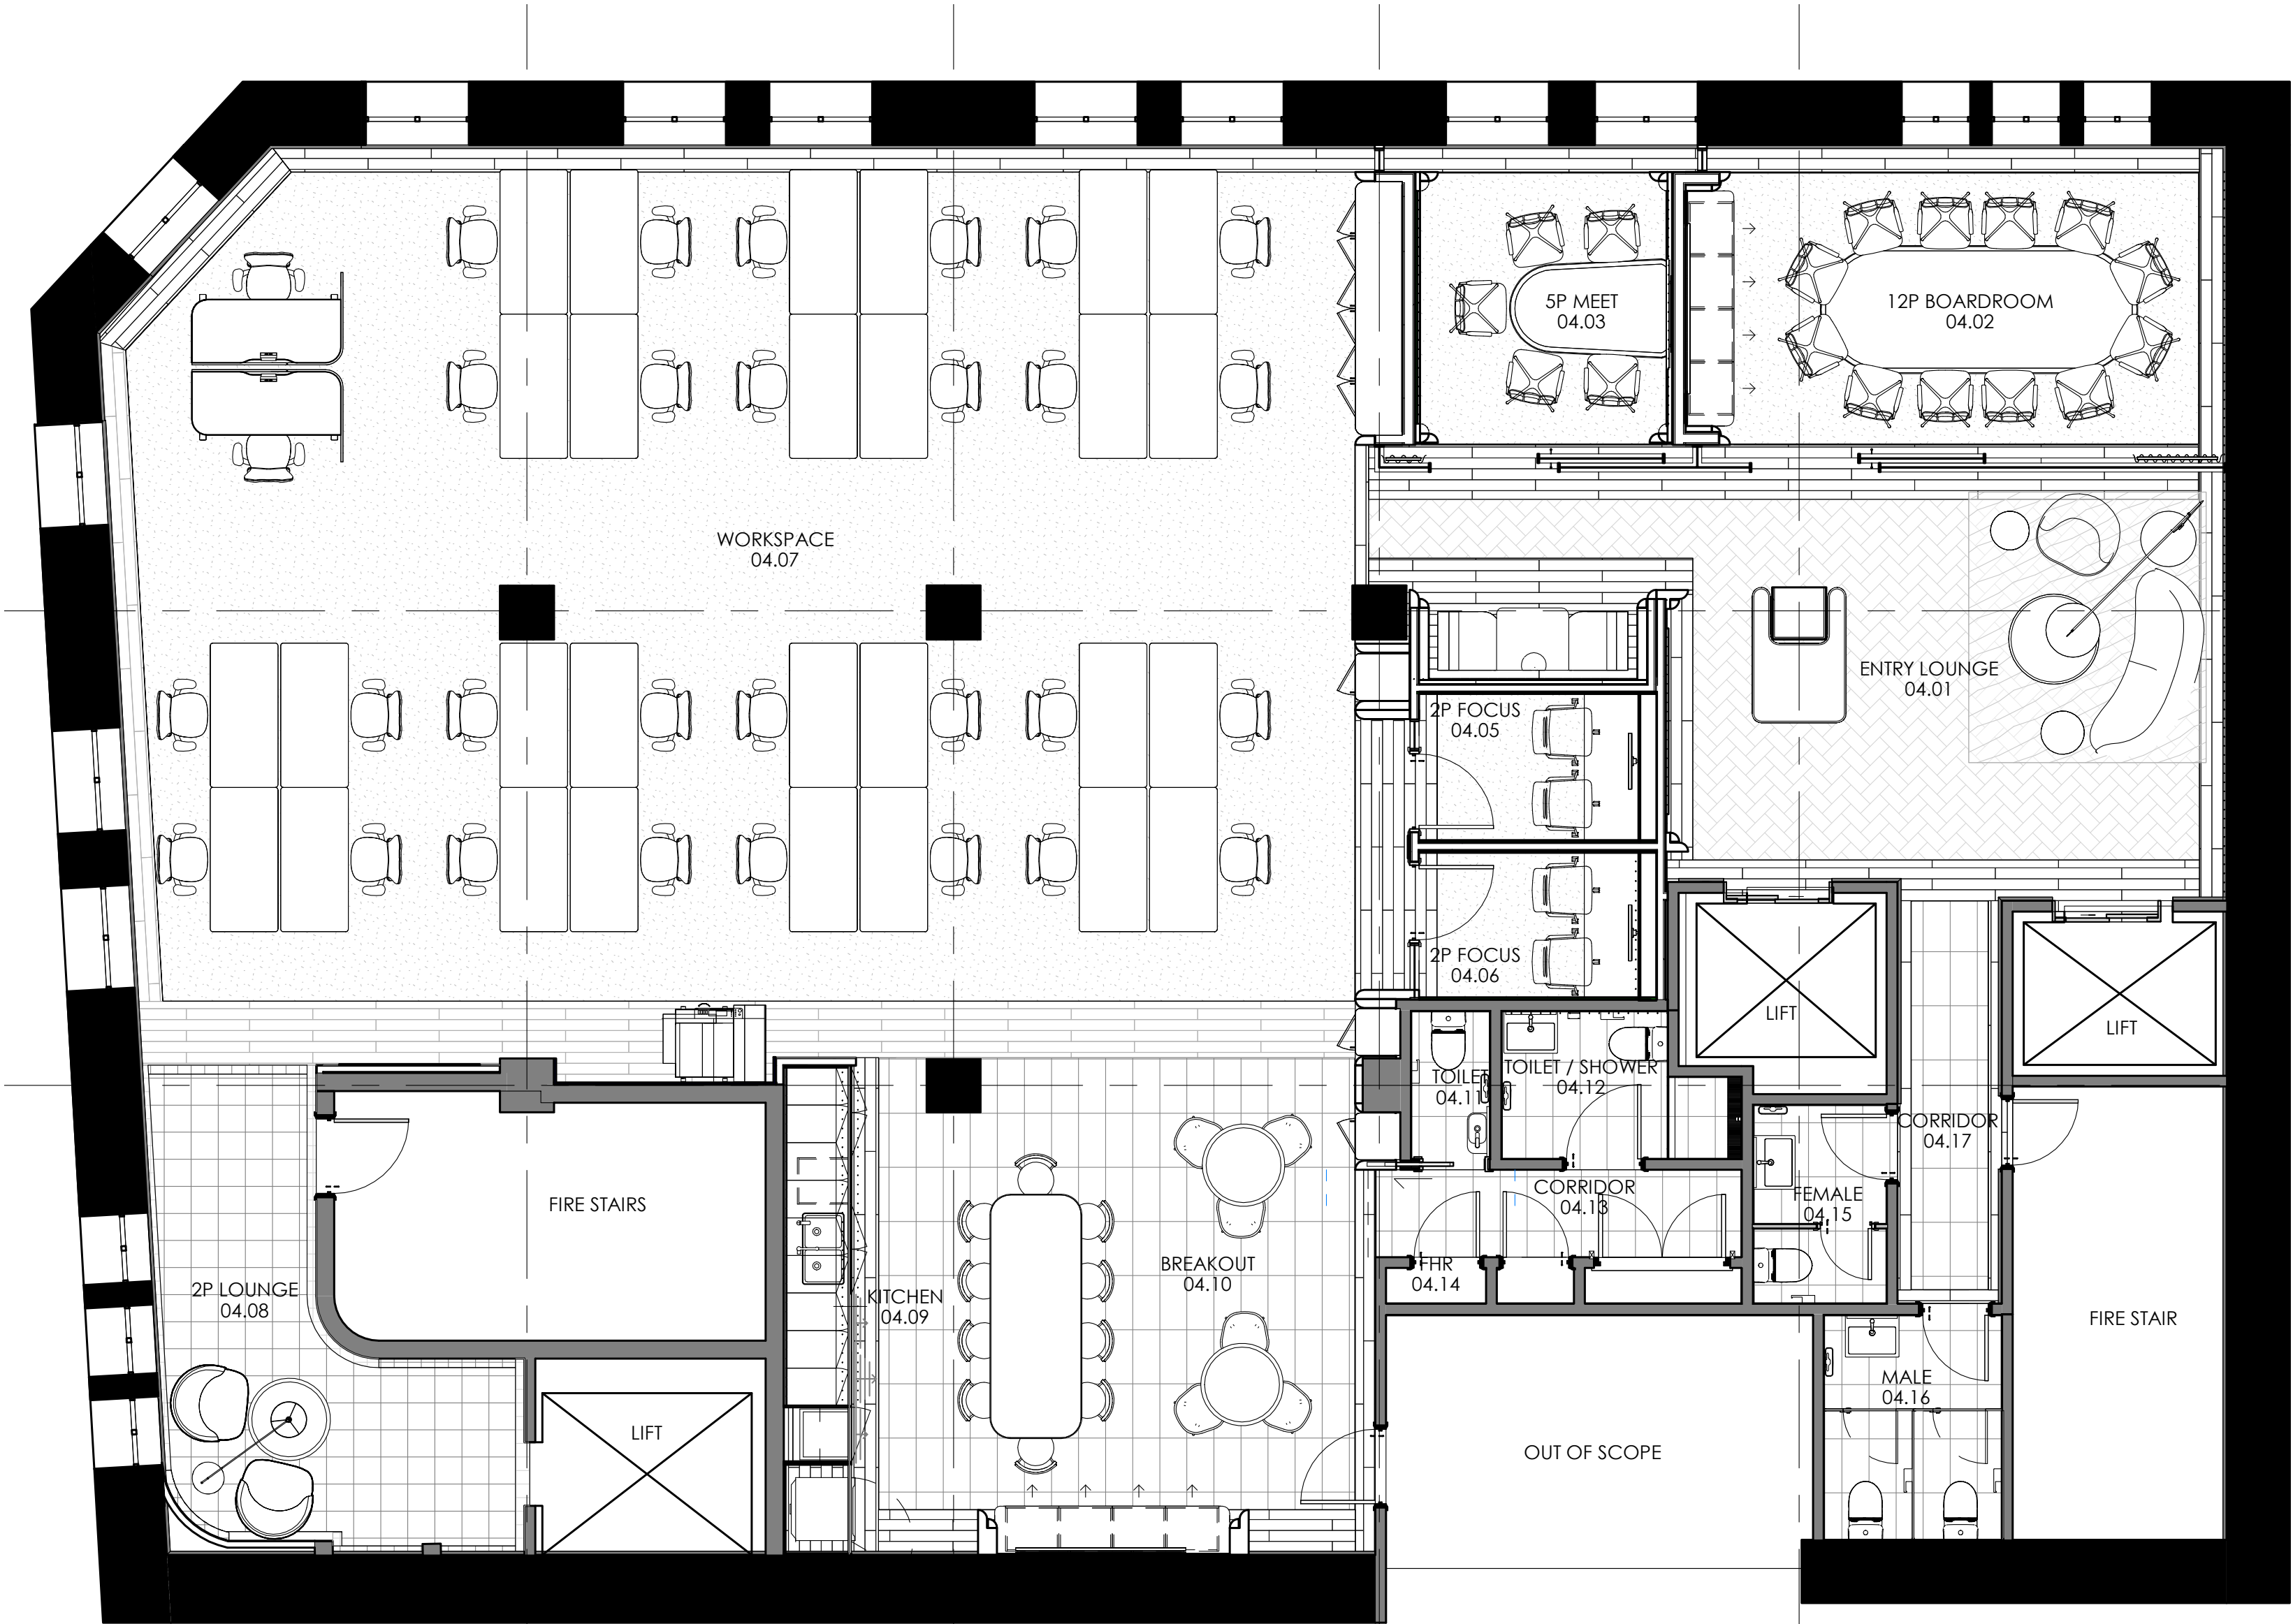 5P MEET
04.03
12P BOARDROOM
04.02
WORKSPACE
04.07
ENTRY LOUNGE
04.01
2P FOCUS
04.05
2P FOCUS
04.06
LIFT
LIFT
TOILET
04.11
TOILET / SHOWER
04.12
CORRIDOR
04.17
FIRE STAIRS
CORRIDOR
04.13
FEMALE
04.15
2P LOUNGE
04.08
KITCHEN
04.09
BREAKOUT
04.10
FHR
04.14
FIRE STAIR
MALE
04.16
LIFT
OUT OF SCOPE